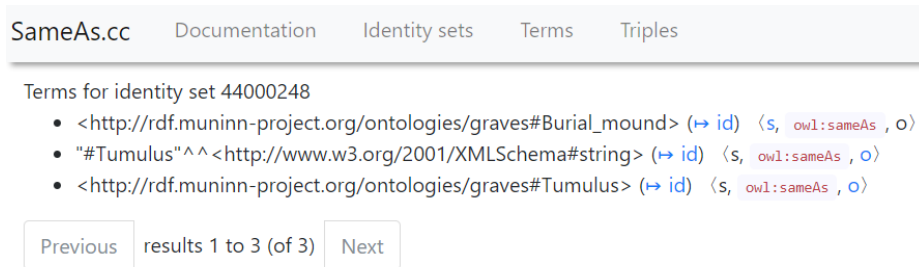 SameAs.cc Documentation Identity sets Terms Triples
Terms for identity set 44000248
• <http://rdf.muninn-project.org/ontologies/graves#Burial_mound> (↦ id) ⟨s, owl:sameAs , o⟩
• "#Tumulus"^^<http://www.w3.org/2001/XMLSchema#string> (↦ id) ⟨s, owl:sameAs , o⟩
• <http://rdf.muninn-project.org/ontologies/graves#Tumulus> (↦ id) ⟨s, owl:sameAs , o⟩
Previous results 1 to 3 (of 3) Next